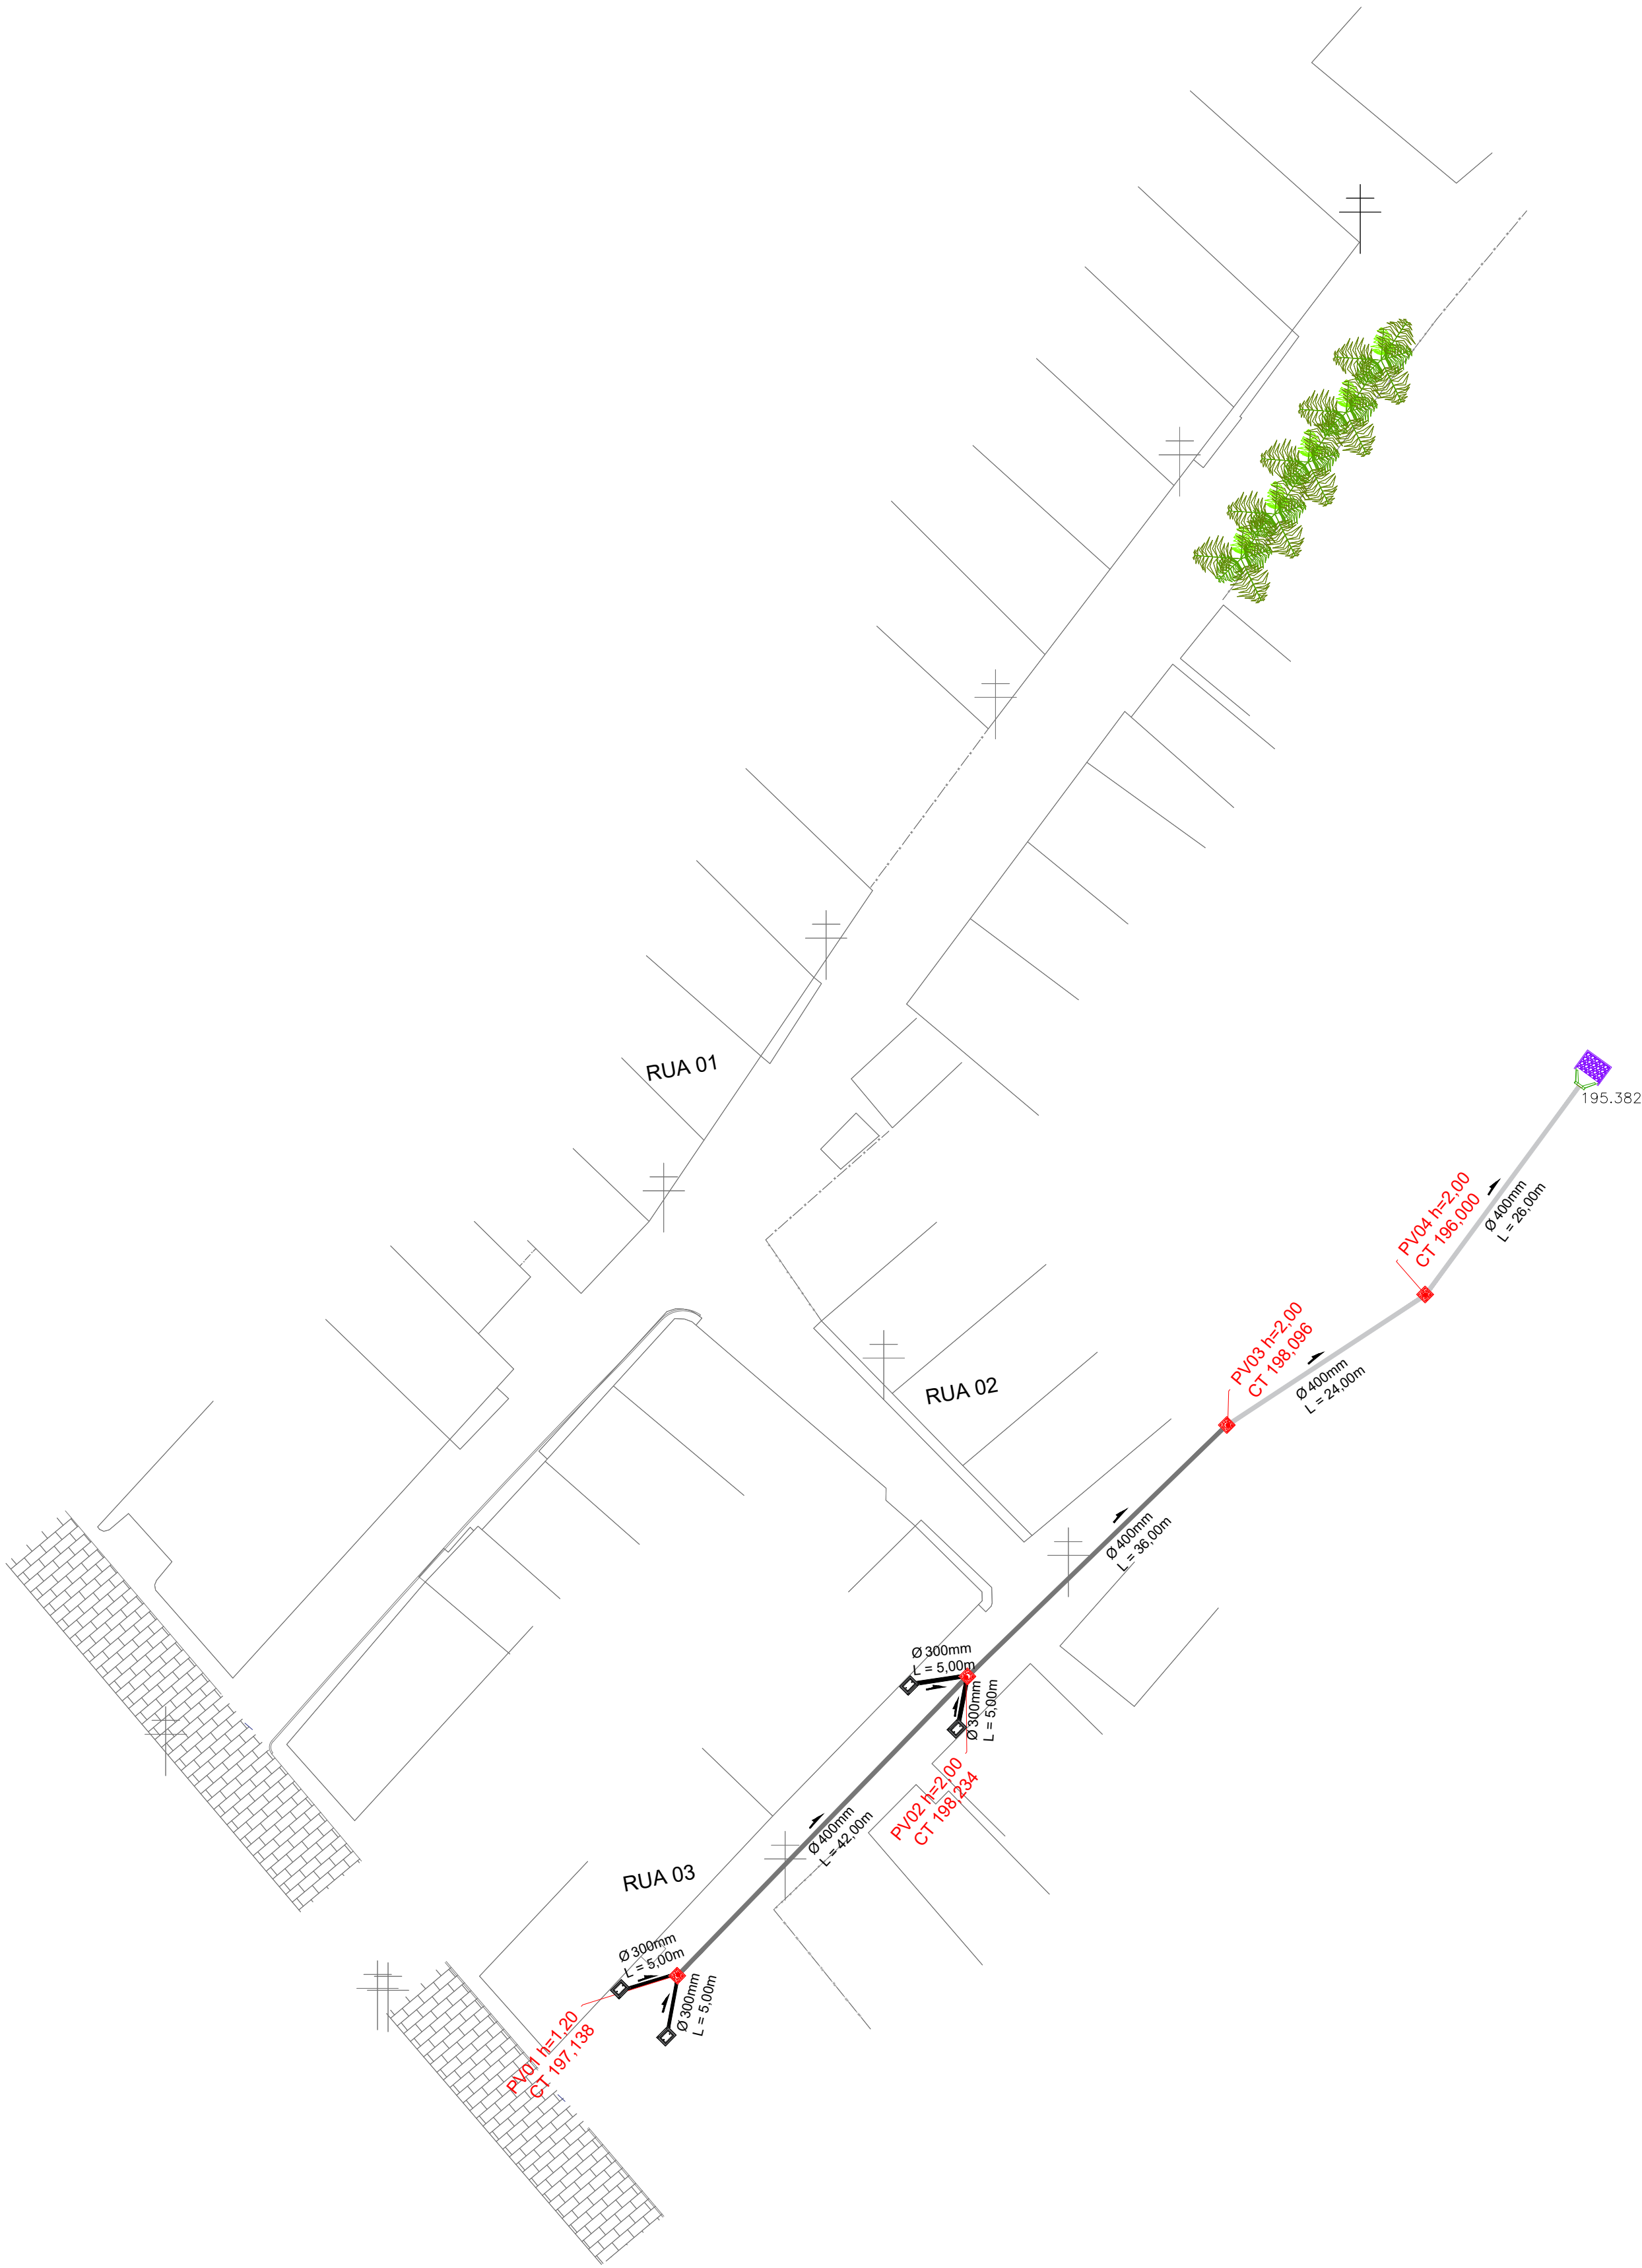 RUA 01
195.382
PV04 h=2,00
CT 196,000
Ø 400mm
L = 26,00m
PV03 h=2,00
CT 198,096
Ø 400mm
L = 24,00m
RUA 02
Ø 400mm
L = 36,00m
Ø 300mm
L = 5,00m
Ø 300mm
L = 5,00m
PV02 h=2,00
CT 198,234
Ø 400mm
L = 42,00m
RUA 03
Ø 300mm
L = 5,00m
Ø 300mm
L = 5,00m
PV01 h=1,20
CT 197,138